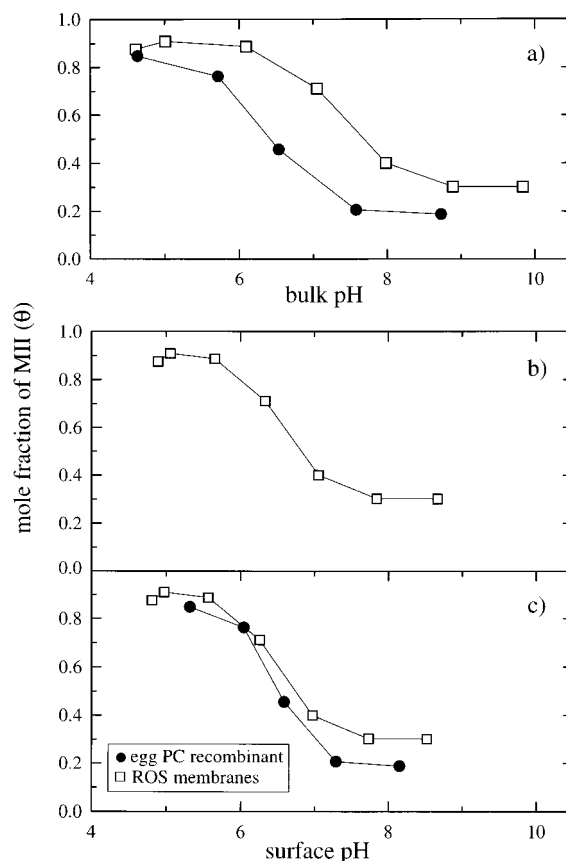 1.0
0.8
0.6
0.4
0.2
0.0
a)
4 6 8 10
bulk pH
mole fraction of MII (θ)
1.0
0.8
0.6
0.4
0.2
0.0
b)
0.8
0.6
0.4
0.2
0.0
c)
egg PC recombinant
ROS membranes
4 6 8 10
surface pH